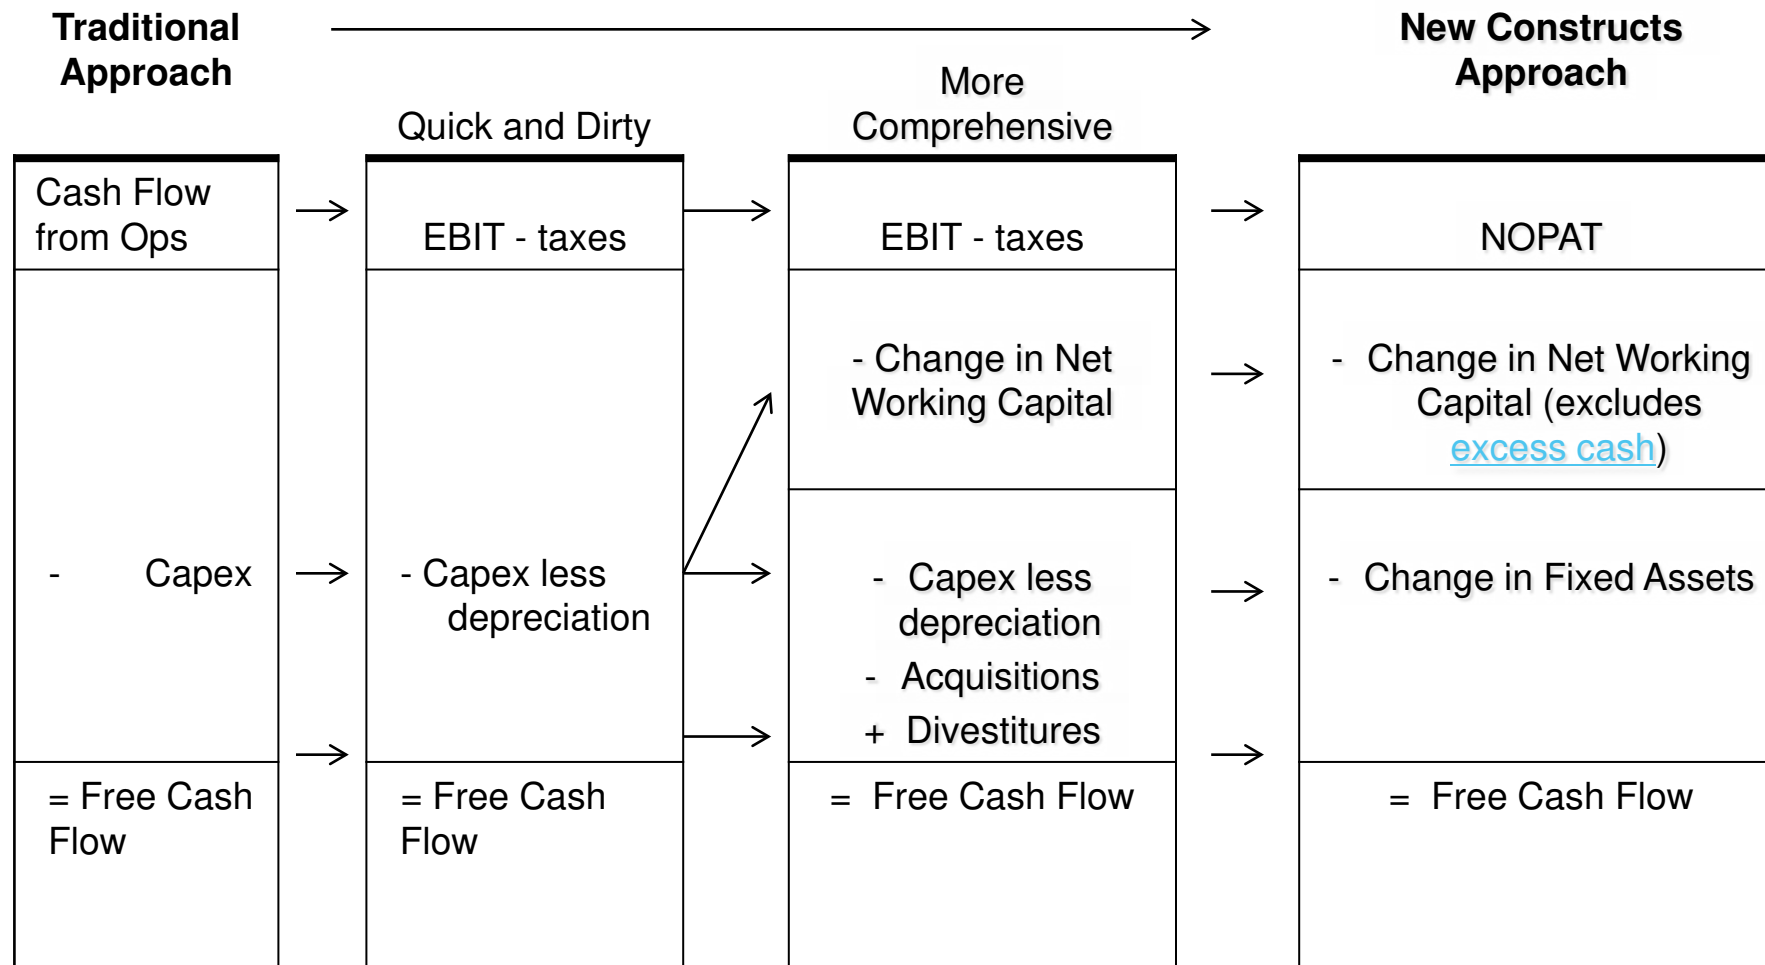 Traditional
Approach
New Constructs
Approach
Quick and Dirty
More
Comprehensive
Cash Flow
from Ops
- Capex
= Free Cash
Flow
EBIT - taxes
- Capex less
depreciation
= Free Cash
Flow
EBIT - taxes
- Change in Net
Working Capital
- Capex less
depreciation
- Acquisitions
+ Divestitures
= Free Cash Flow
NOPAT
- Change in Net Working
Capital (excludes
excess cash)
- Change in Fixed Assets
= Free Cash Flow